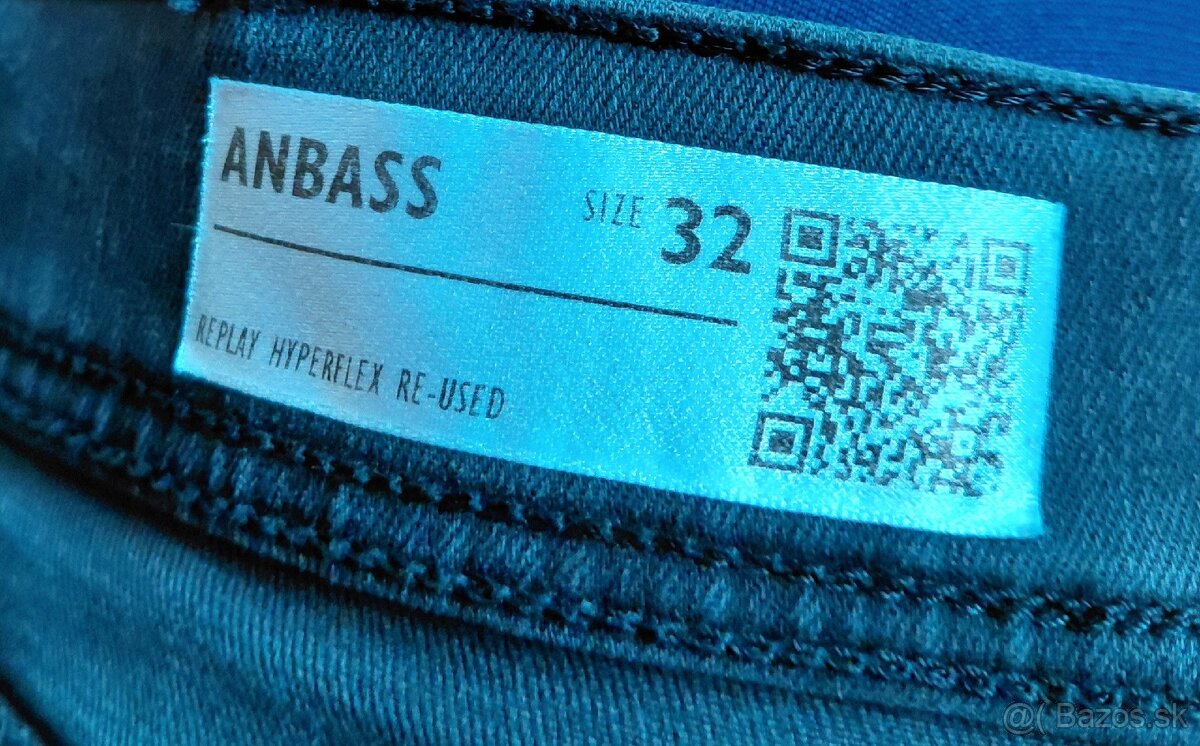 ANBASS
SIZE 32
REPLAY HYPERFLEX RE-USED
@( Bazos.sk